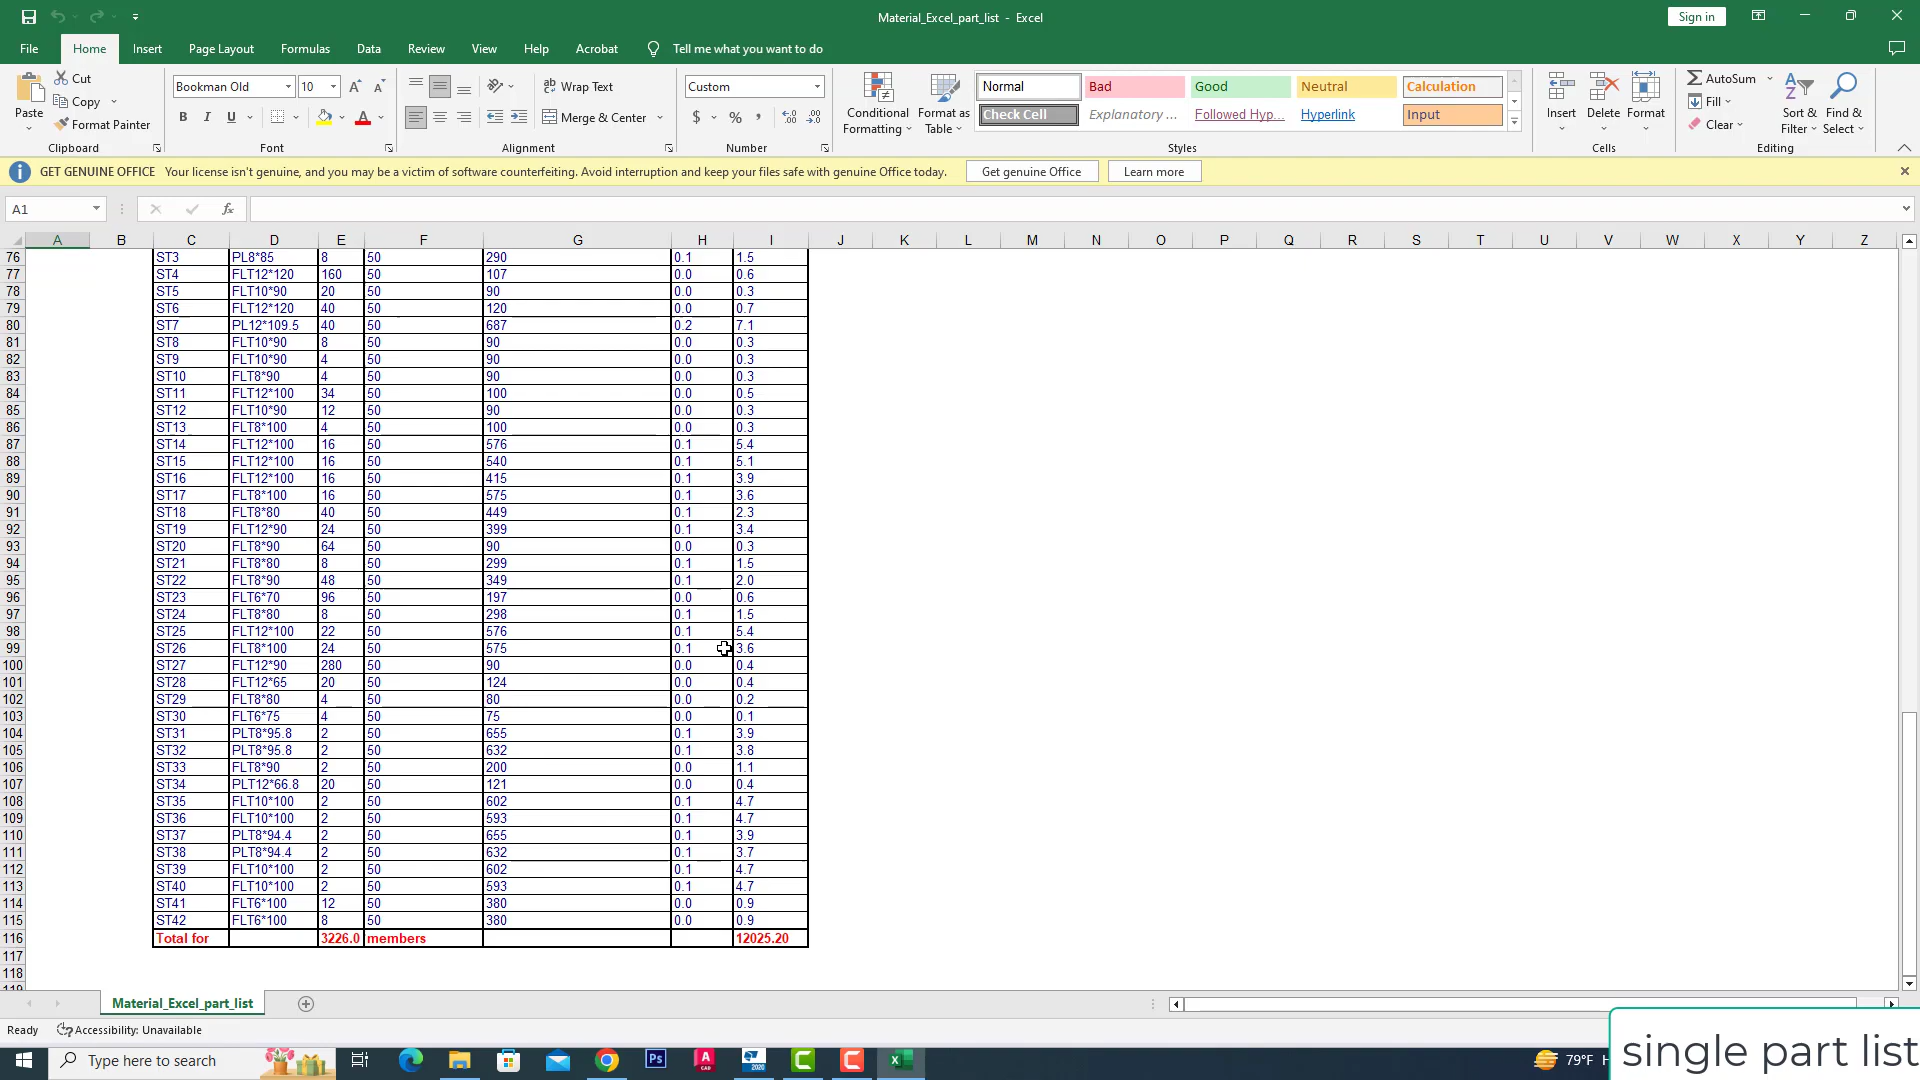 Material_Excel_part_list - Excel
Sign in
File Home Insert Page Layout Formulas Data Review View Help Acrobat Tell me what you want to do
Paste
Cut
Copy
Format Painter
Clipboard
Bookman Old 10
B I U
Font
Wrap Text
Merge & Center
Alignment
Custom
$ % ,
Number
Conditional Formatting
Format as Table
Normal Bad Good Neutral Calculation
Check Cell Explanatory ... Followed Hyp... Hyperlink Input
Styles
Insert Delete Format
Cells
AutoSum
Fill
Clear
Sort & Filter
Find & Select
Editing
GET GENUINE OFFICE Your license isn't genuine, and you may be a victim of software counterfeiting. Avoid interruption and keep your files safe with genuine Office today. Get genuine Office Learn more
A1 fx
A B C D E F G H I J K L M N O P Q R S T U V W X Y Z
76 ST3 PL8*85 8 50 290 0.1 1.5
77 ST4 FLT12*120 160 50 107 0.0 0.6
78 ST5 FLT10*90 20 50 90 0.0 0.3
79 ST6 FLT12*120 40 50 120 0.0 0.7
80 ST7 PL12*109.5 40 50 687 0.2 7.1
81 ST8 FLT10*90 8 50 90 0.0 0.3
82 ST9 FLT10*90 4 50 90 0.0 0.3
83 ST10 FLT8*90 4 50 90 0.0 0.3
84 ST11 FLT12*100 34 50 100 0.0 0.5
85 ST12 FLT10*90 12 50 90 0.0 0.3
86 ST13 FLT8*100 4 50 100 0.0 0.3
87 ST14 FLT12*100 16 50 576 0.1 5.4
88 ST15 FLT12*100 16 50 540 0.1 5.1
89 ST16 FLT12*100 16 50 415 0.1 3.9
90 ST17 FLT8*100 16 50 575 0.1 3.6
91 ST18 FLT8*80 40 50 449 0.1 2.3
92 ST19 FLT12*90 24 50 399 0.1 3.4
93 ST20 FLT8*90 64 50 90 0.0 0.3
94 ST21 FLT8*80 8 50 299 0.1 1.5
95 ST22 FLT8*90 48 50 349 0.1 2.0
96 ST23 FLT6*70 96 50 197 0.0 0.6
97 ST24 FLT8*80 8 50 298 0.1 1.5
98 ST25 FLT12*100 22 50 576 0.1 5.4
99 ST26 FLT8*100 24 50 575 0.1 3.6
100 ST27 FLT12*90 280 50 90 0.0 0.4
101 ST28 FLT12*65 20 50 124 0.0 0.4
102 ST29 FLT8*80 4 50 80 0.0 0.2
103 ST30 FLT6*75 4 50 75 0.0 0.1
104 ST31 PLT8*95.8 2 50 655 0.1 3.9
105 ST32 PLT8*95.8 2 50 632 0.1 3.8
106 ST33 FLT8*90 2 50 200 0.0 1.1
107 ST34 PLT12*66.8 20 50 121 0.0 0.4
108 ST35 FLT10*100 2 50 602 0.1 4.7
109 ST36 FLT10*100 2 50 593 0.1 4.7
110 ST37 PLT8*94.4 2 50 655 0.1 3.9
111 ST38 PLT8*94.4 2 50 632 0.1 3.7
112 ST39 FLT10*100 2 50 602 0.1 4.7
113 ST40 FLT10*100 2 50 593 0.1 4.7
114 ST41 FLT6*100 12 50 380 0.0 0.9
115 ST42 FLT6*100 8 50 380 0.0 0.9
116 Total for 3226.0 members 12025.20
117
118
Material_Excel_part_list
Ready Accessibility: Unavailable
Type here to search
79°F
single part list